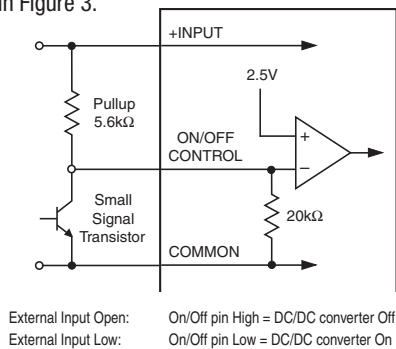 in Figure 3.
+INPUT
2.5V
Pullup
5.6kΩ
ON/OFF
CONTROL
+
–
Small
Signal
Transistor
20kΩ
COMMON
External Input Open: On/Off pin High = DC/DC converter Off
External Input Low: On/Off pin Low = DC/DC converter On